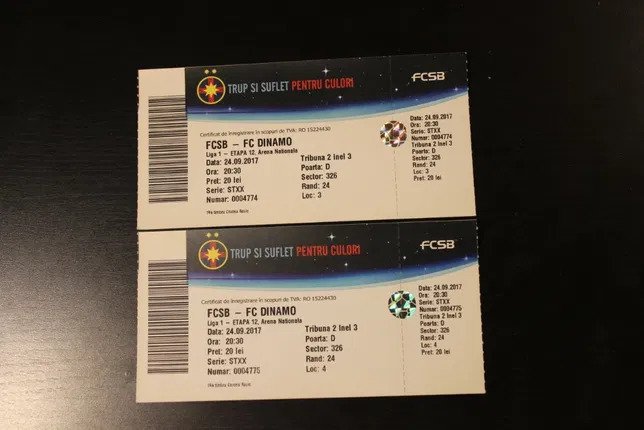 TRUP SI SUFLET PENTRU CULORI
FCSB
Certificat de inregistrare in scopuri de TVA: RO 15224430
FCSB - FC DINAMO
Liga 1 - ETAPA 12, Arena Nationala
Data: 24.09.2017
Ora: 20:30
Pret: 20 lei
Serie: STXX
Numar: 0004774
Tribuna 2 inel 3
Poarta: D
Sector: 326
Rand: 24
Loc: 3
Data: 24.09.2017
Ora: 20:30
Serie: STXX
Numar: 0004774
Tribuna 2 inel 3
Poarta: D
Sector: 326
Rand: 24
Loc: 3
Pret: 20 lei
TRUP SI SUFLET PENTRU CULORI
FCSB
Certificat de inregistrare in scopuri de TVA: RO 15224430
FCSB - FC DINAMO
Liga 1 - ETAPA 12, Arena Nationala
Data: 24.09.2017
Ora: 20:30
Pret: 20 lei
Serie: STXX
Numar: 0004775
Tribuna 2 inel 3
Poarta: D
Sector: 326
Rand: 24
Loc: 4
Data: 24.09.2017
Ora: 20:30
Serie: STXX
Numar: 0004775
Tribuna 2 inel 3
Poarta: D
Sector: 326
Rand: 24
Loc: 4
Pret: 20 lei